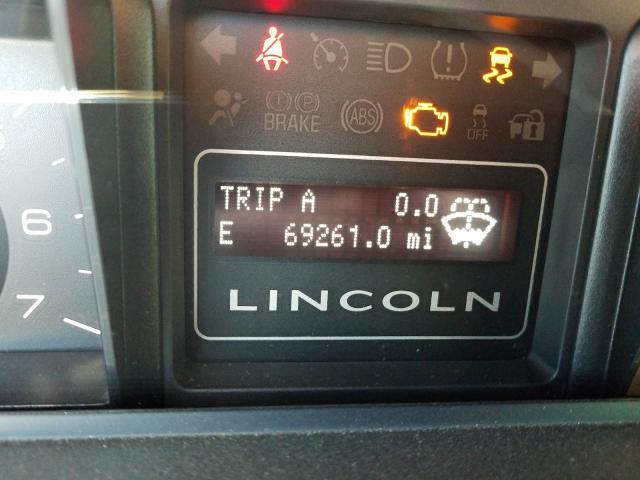 BRAKE
ABS
OFF
TRIP A 0.0
E 69261.0 mi
LINCOLN
6
7